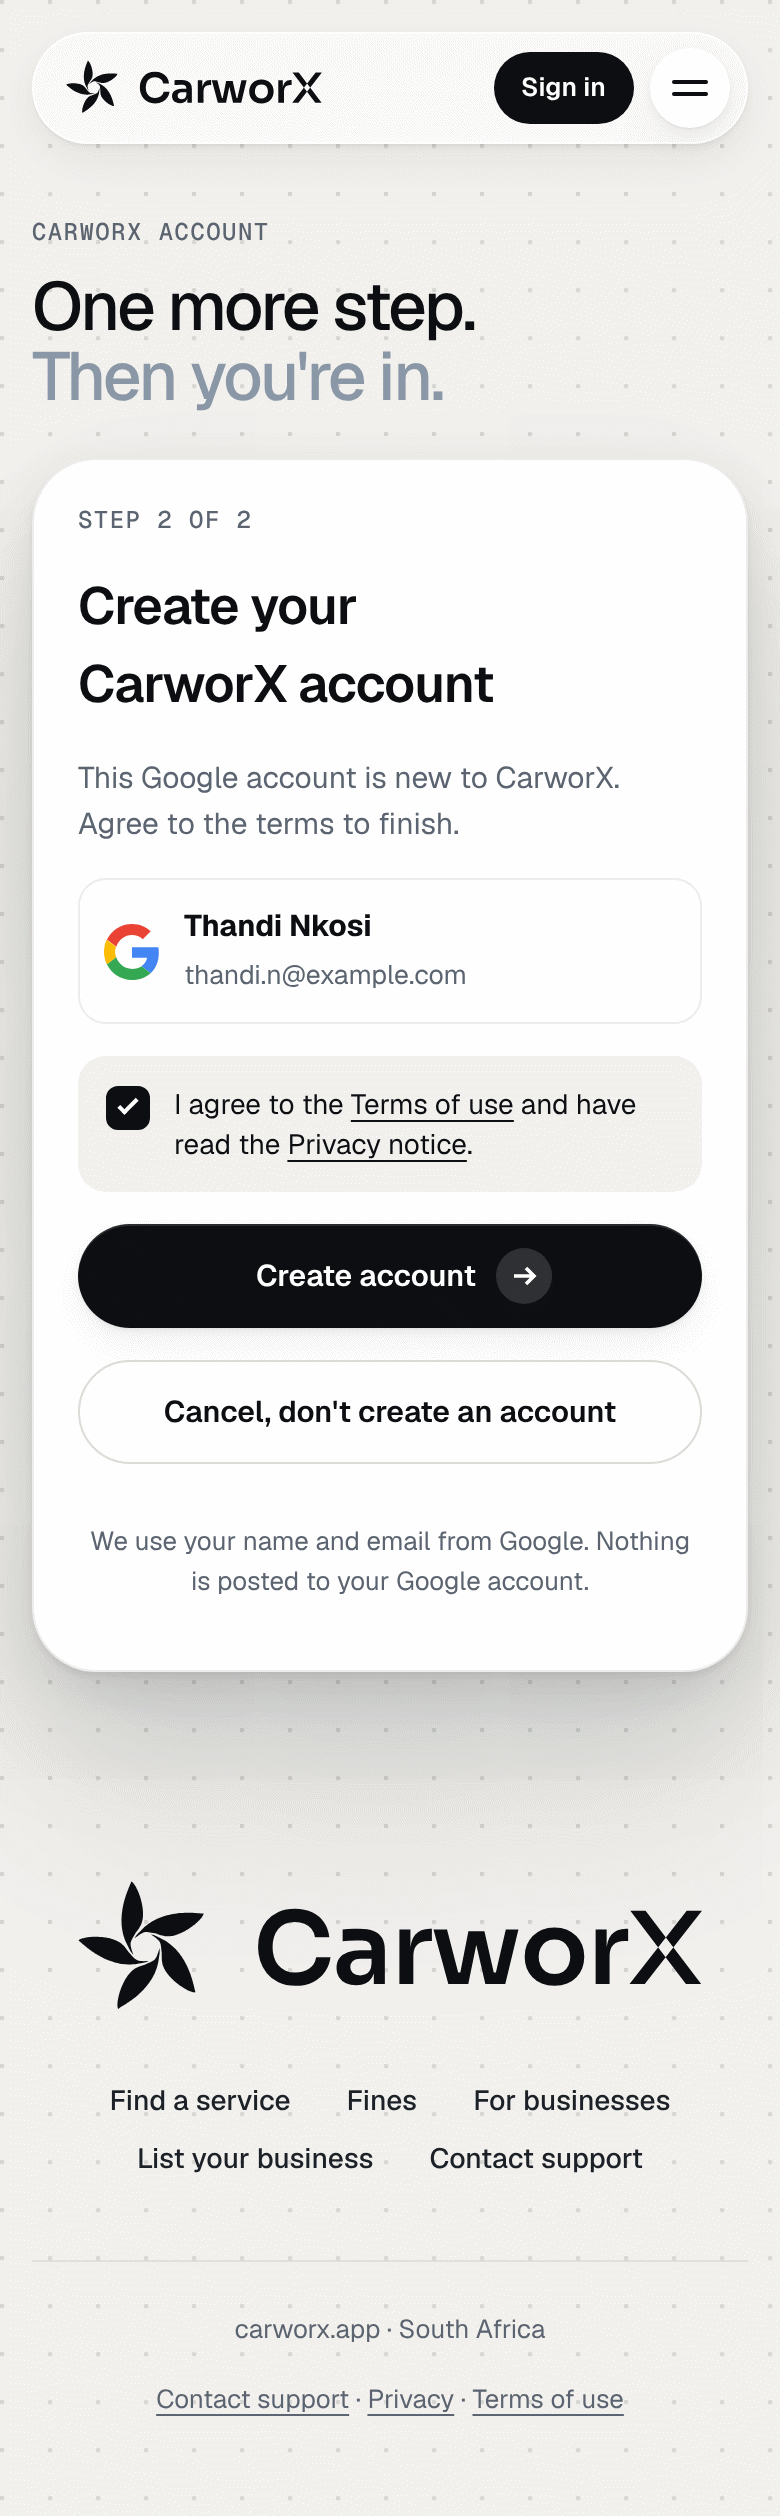 CarworX
Sign in
CARWORX ACCOUNT
One more step.
Then you're in.
STEP 2 OF 2
Create your
CarworX account
This Google account is new to CarworX.
Agree to the terms to finish.
Thandi Nkosi
thandi.n@example.com
I agree to the Terms of use and have
read the Privacy notice.
Create account
Cancel, don't create an account
We use your name and email from Google. Nothing
is posted to your Google account.
CarworX
Find a service Fines For businesses
List your business Contact support
carworx.app · South Africa
Contact support · Privacy · Terms of use